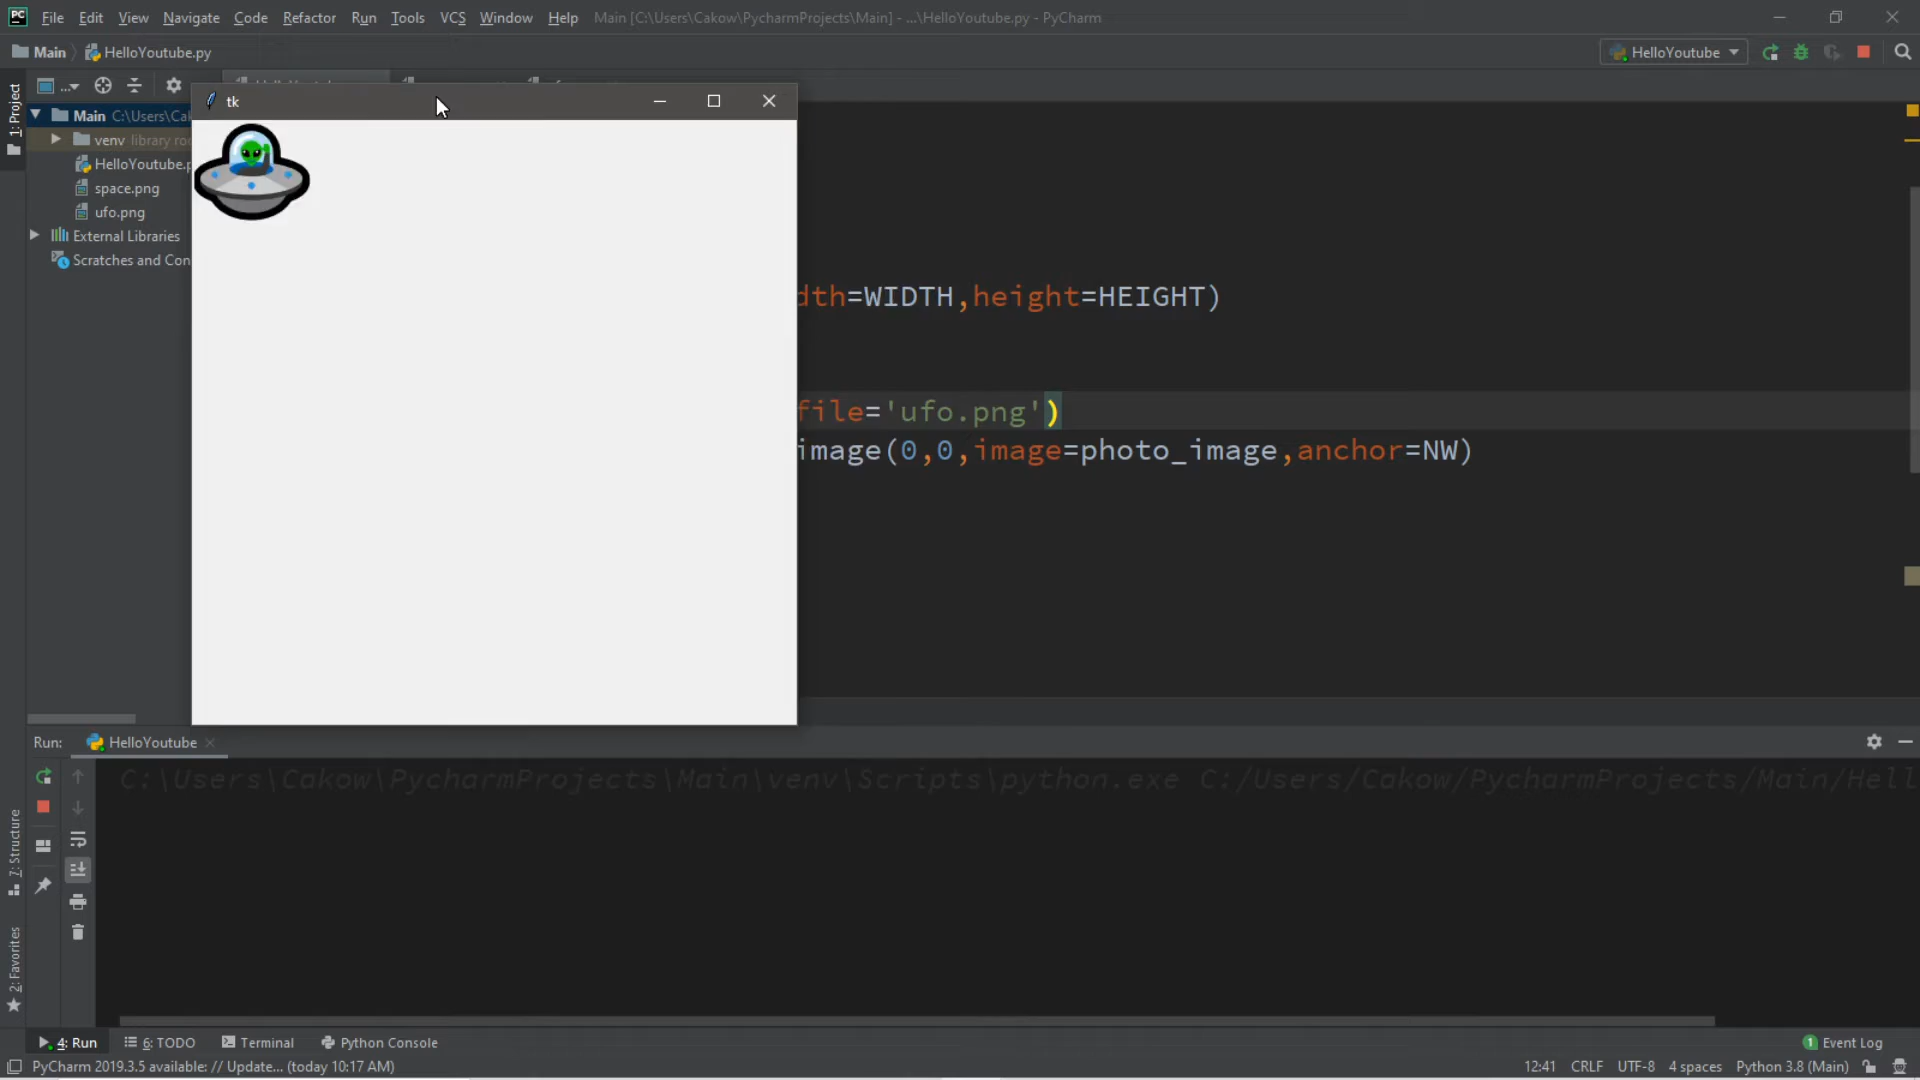 PC File Edit View Navigate Code Refactor Run Tools VCS Window Help Main [C:\Users\Cakow\PycharmProjects\Main] - ...\HelloYoutube.py - PyCharm
Main HelloYoutube.py HelloYoutube
...
1: Project
tk
Main C:\Users\Cak
venv library roo
HelloYoutube.p
space.png
ufo.png
External Libraries
Scratches and Con
dth=WIDTH,height=HEIGHT)
file='ufo.png')
image(0,0,image=photo_image,anchor=NW)
Run: HelloYoutube
C:\Users\Cakow\PycharmProjects\Main\venv\Scripts\python.exe C:/Users/Cakow/PycharmProjects/Main/Hell
7: Structure
2: Favorites
4: Run 6: TODO Terminal Python Console 1 Event Log
PyCharm 2019.3.5 available: // Update... (today 10:17 AM) 12:41 CRLF UTF-8 4 spaces Python 3.8 (Main)